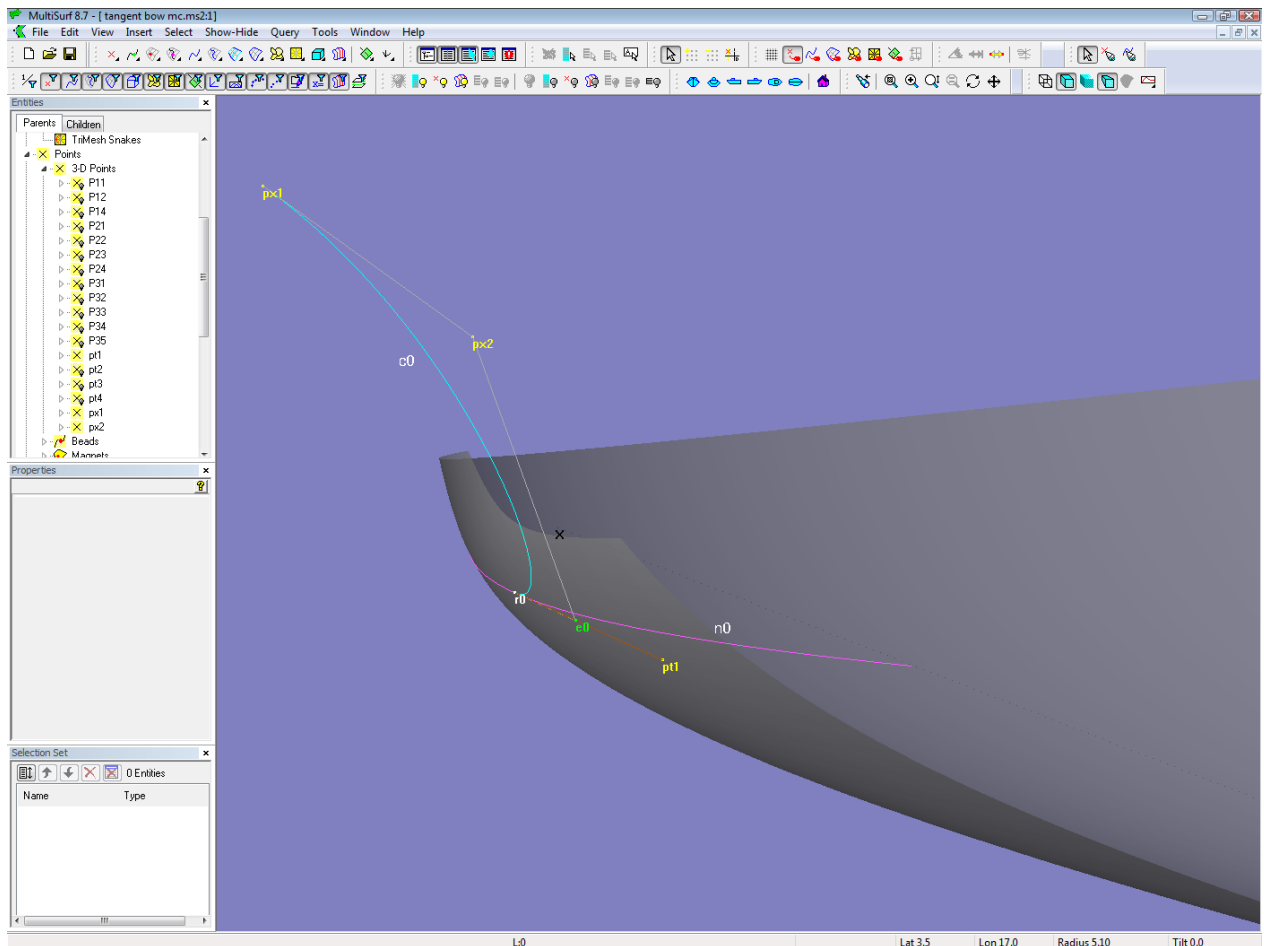 MultiSurf 8.7 - [ tangent bow mc.ms2:1]
File Edit View Insert Select Show-Hide Query Tools Window Help
Entities
Parents Children
TriMesh Snakes
Points
3-D Points
P11
P12
P14
P21
P22
P23
P24
P31
P32
P33
P34
P35
pt1
pt2
pt3
pt4
px1
px2
Beads
Magnets
Properties
Selection Set
0 Entities
Name Type
px1
px2
c0
r0
e0
n0
pt1
L:0 Lat 3.5 Lon 17.0 Radius 5.10 Tilt 0.0